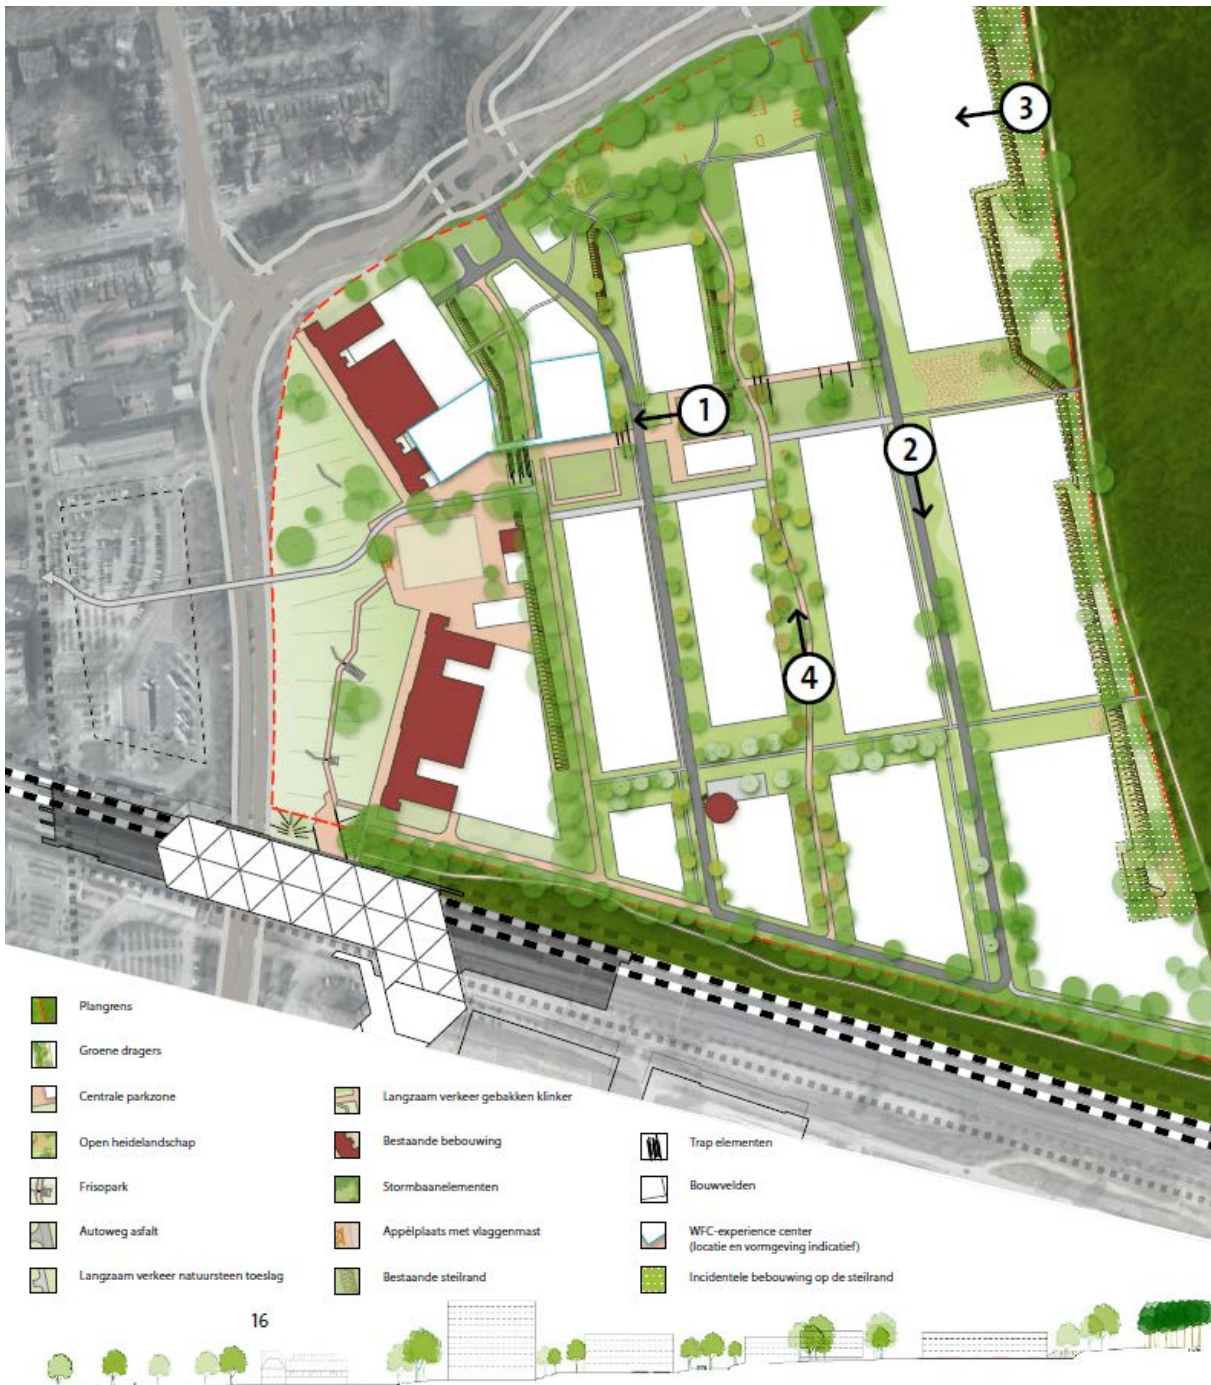 3
1
2
4
Plangrens
Groene dragers
Centrale parkzone
Open heidelandschap
Frisopark
Autoweg asfalt
Langzaam verkeer natuursteen toeslag
Langzaam verkeer gebakken klinker
Bestaande bebouwing
Stormbaanelementen
Appèlplaats met vlaggenmast
Bestaande steilrand
Trap elementen
Bouwvelden
WFC-experience center
(locatie en vormgeving indicatief)
Incidentele bebouwing op de steilrand
16